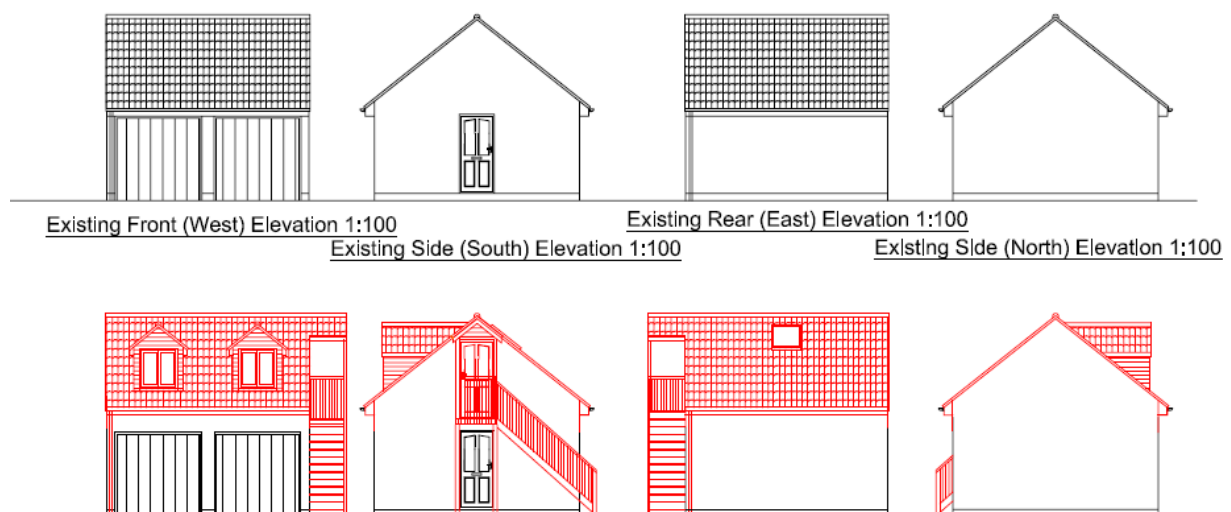 Existing Front (West) Elevation 1:100
Existing Rear (East) Elevation 1:100
Existing Side (South) Elevation 1:100
Existing Side (North) Elevation 1:100